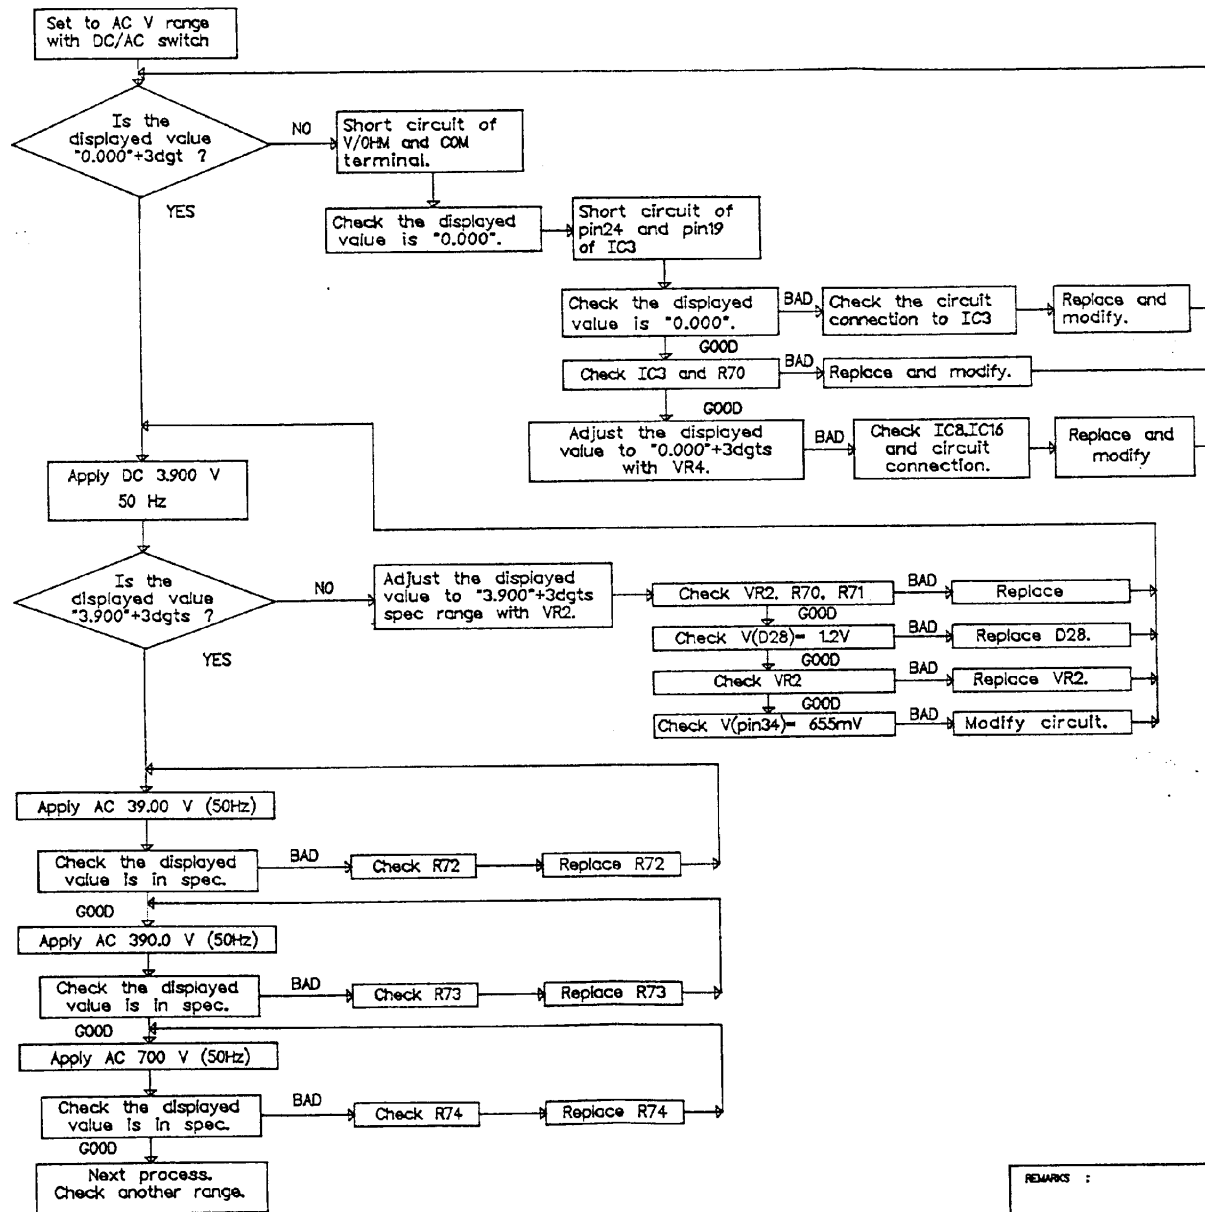 Set to AC V range
with DC/AC switch
Is the
displayed value
"0.000"+3dgt ?
NO
YES
Short circuit of
V/OHM and COM
terminal.
Check the displayed
value is "0.000".
Short circuit of
pin24 and pin19
of IC3
Check the displayed
value is "0.000".
BAD
Check the circuit
connection to IC3
Replace and
modify.
GOOD
Check IC3 and R70
BAD
Replace and modify.
GOOD
Adjust the displayed
value to "0.000"+3dgts
with VR4.
BAD
Check IC8,IC16
and circuit
connection.
Replace and
modify
Apply DC 3.900 V
50 Hz
Is the
displayed value
"3.900"+3dgts ?
NO
YES
Adjust the displayed
value to "3.900"+3dgts
spec range with VR2.
Check VR2. R70. R71
BAD
Replace
GOOD
Check V(D28)= 1.2V
BAD
Replace D28.
GOOD
Check VR2
BAD
Replace VR2.
GOOD
Check V(pin34)= 655mV
BAD
Modify circuit.
Apply AC 39.00 V (50Hz)
Check the displayed
value is in spec.
BAD
Check R72
Replace R72
GOOD
Apply AC 390.0 V (50Hz)
Check the displayed
value is in spec.
BAD
Check R73
Replace R73
GOOD
Apply AC 700 V (50Hz)
Check the displayed
value is in spec.
BAD
Check R74
Replace R74
GOOD
Next process.
Check another range.
REMARKS :